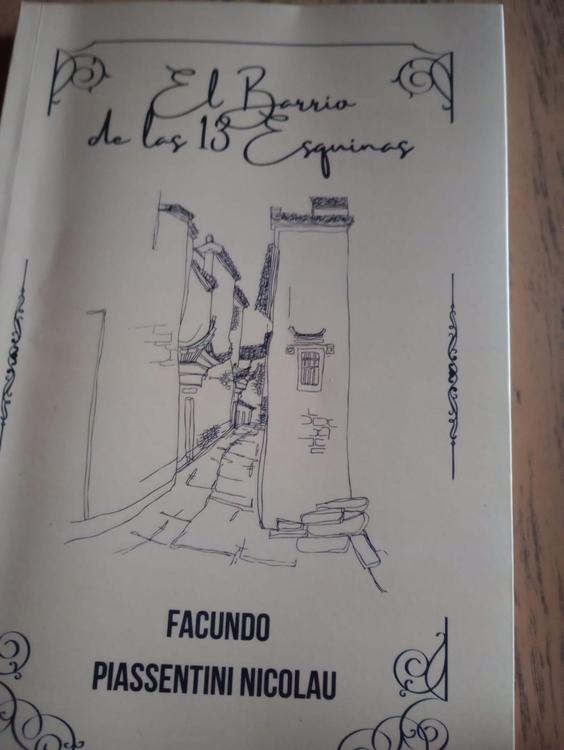 El Barrio
de las 13 Esquinas
FACUNDO
PIASSENTINI NICOLAU